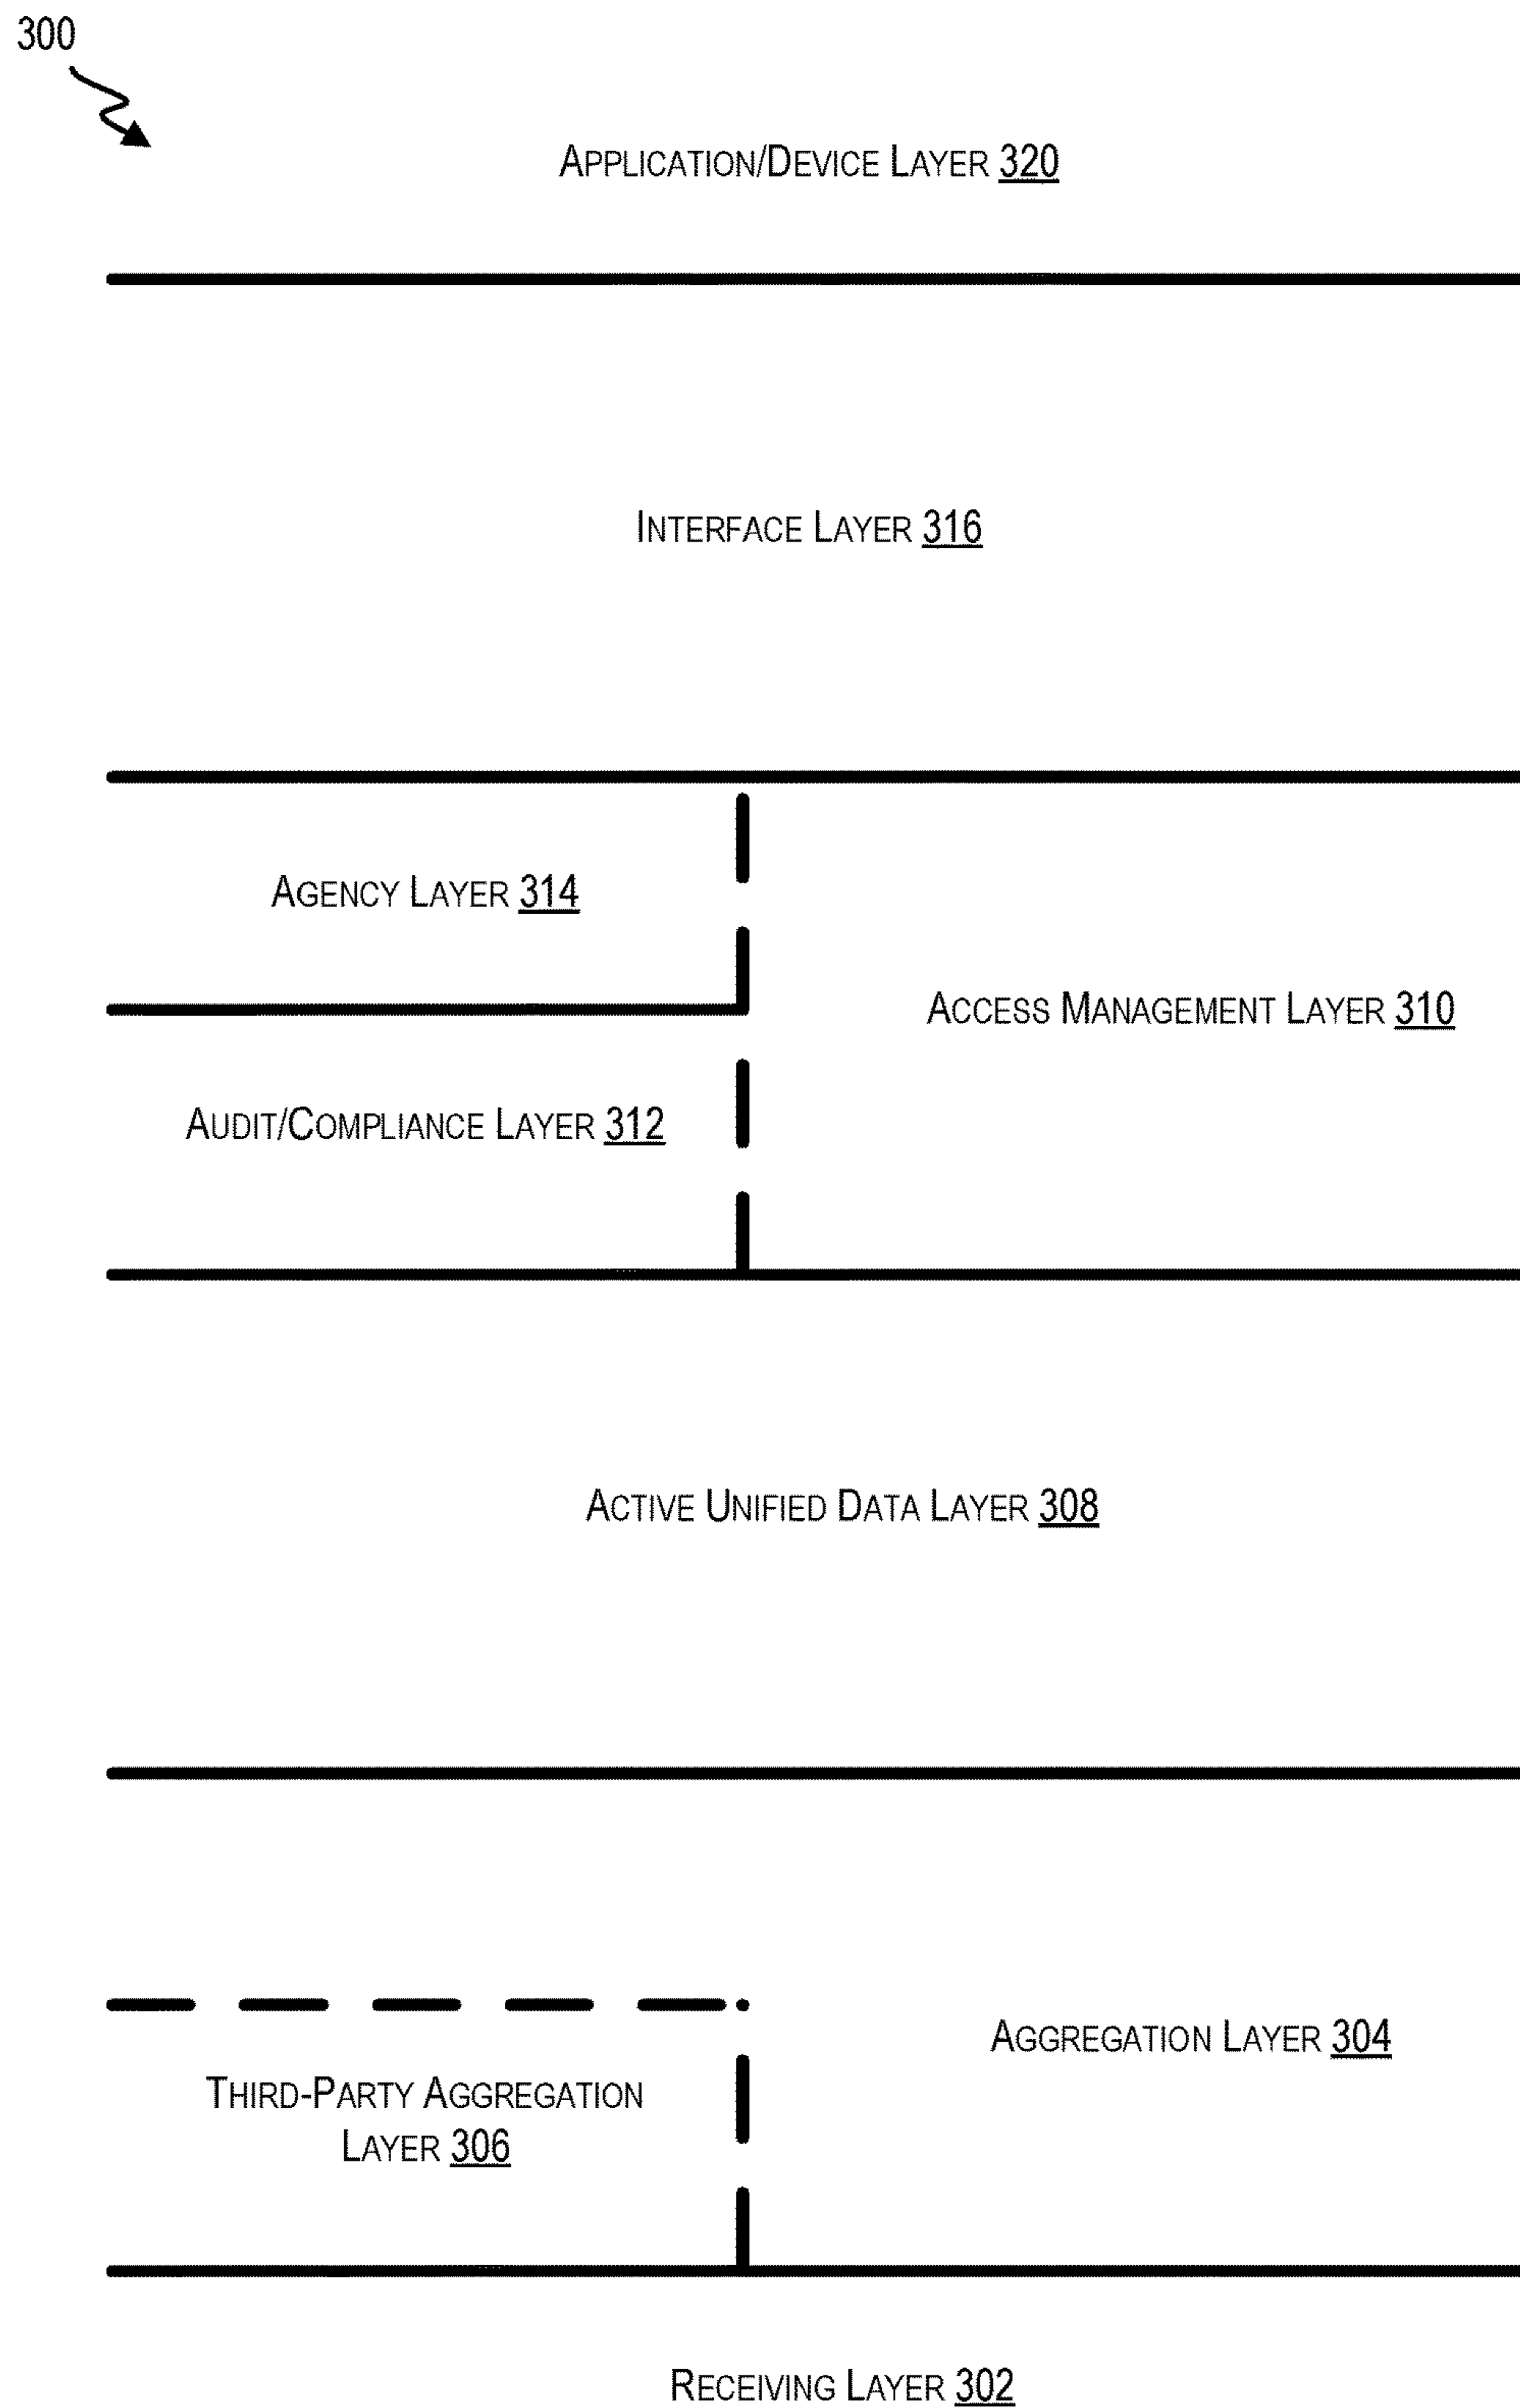 300
APPLICATION/DEVICE LAYER 320
INTERFACE LAYER 316
AGENCY LAYER 314
ACCESS MANAGEMENT LAYER 310
AUDIT/COMPLIANCE LAYER 312
ACTIVE UNIFIED DATA LAYER 308
AGGREGATION LAYER 304
THIRD-PARTY AGGREGATION
LAYER 306
RECEIVING LAYER 302